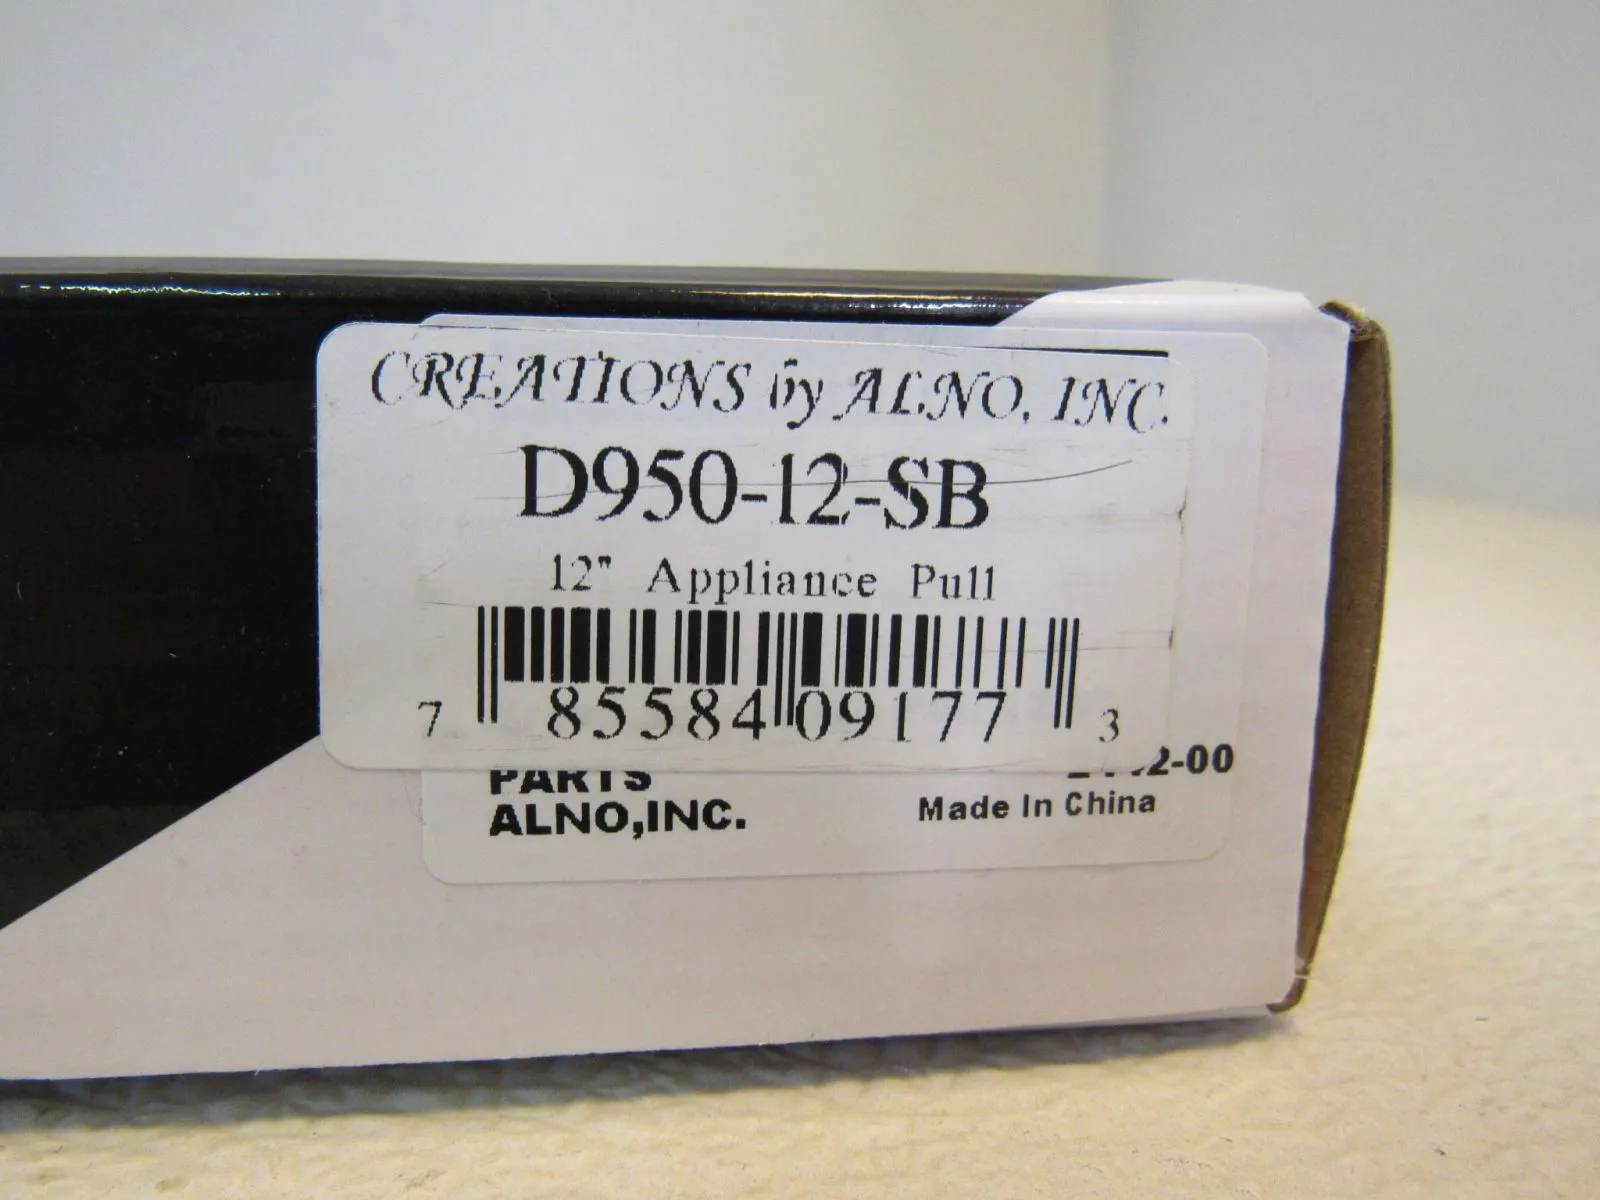 CREATIONS by ALNO, INC.
D950-12-SB
12" Appliance Pull
7 85584 09177 3
PARTS
ALNO,INC.
Made In China